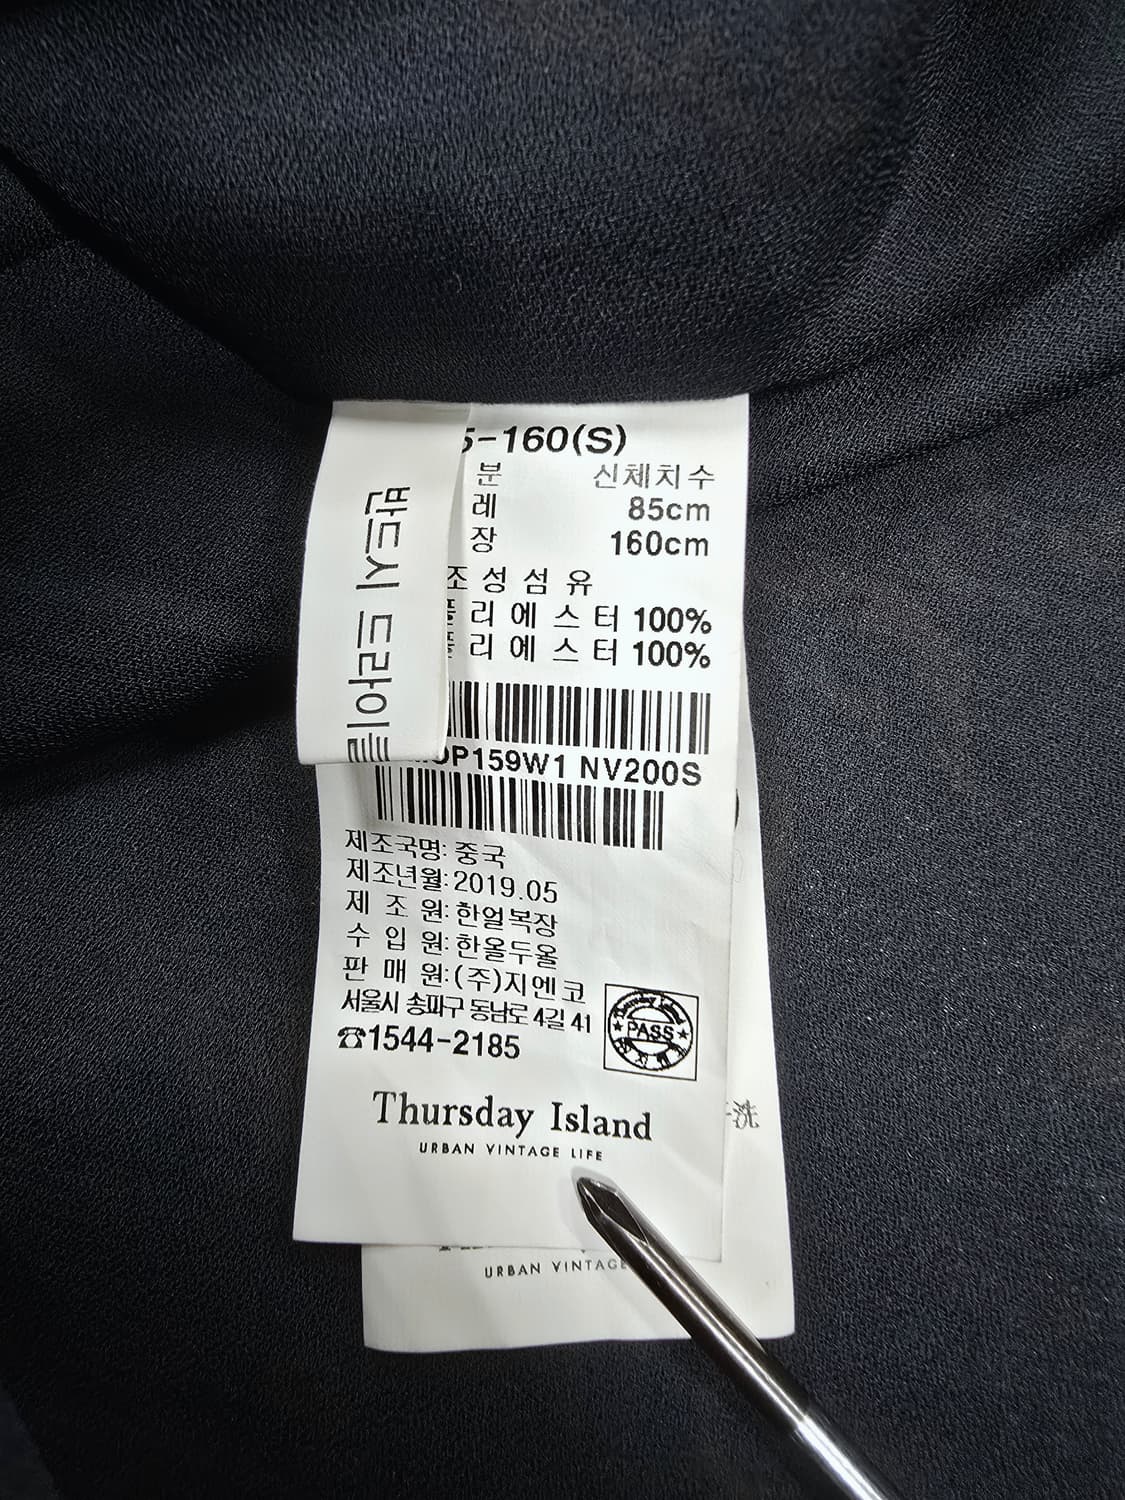 5-160(S)
분 신체치수
레 85cm
장 160cm
조성섬유
폴리에스터 100%
폴리에스터 100%
OP159W1 NV200S
반드시 드라이클
제조국명: 중국
제조년월: 2019.05
제 조 원: 한얼복장
수 입 원: 한올두올
판 매 원: (주)지엔코
서울시 송파구 동남로 4길 41
☎1544-2185
PASS
Thursday Island
URBAN VINTAGE LIFE
洗
URBAN VINTAGE